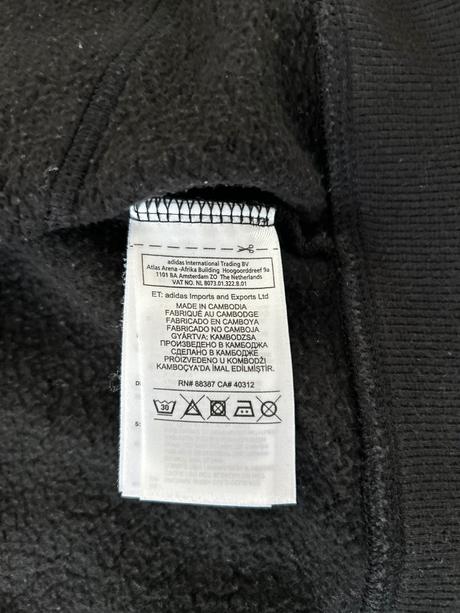 adidas International Trading BV
Atlas Arena -Afrika Building Hoogoorddreef 9a
1101 BA Amsterdam ZO The Netherlands
VAT NO. NL 8073.01.322.B.01
ET: adidas Imports and Exports Ltd
MADE IN CAMBODIA
FABRIQUÉ AU CAMBODGE
FABRICADO EN CAMBOYA
FABRICADO NO CAMBOJA
GYÁRTVA: KAMBODZSA
ПРОИЗВЕДЕНО В КАМБОДЖА
СДЕЛАНО В КАМБОДЖЕ
PROIZVEDENO U KOMBODŽI
KAMBOÇYA'DA İMAL EDİLMİŞTİR.
RN# 88387 CA# 40312
30